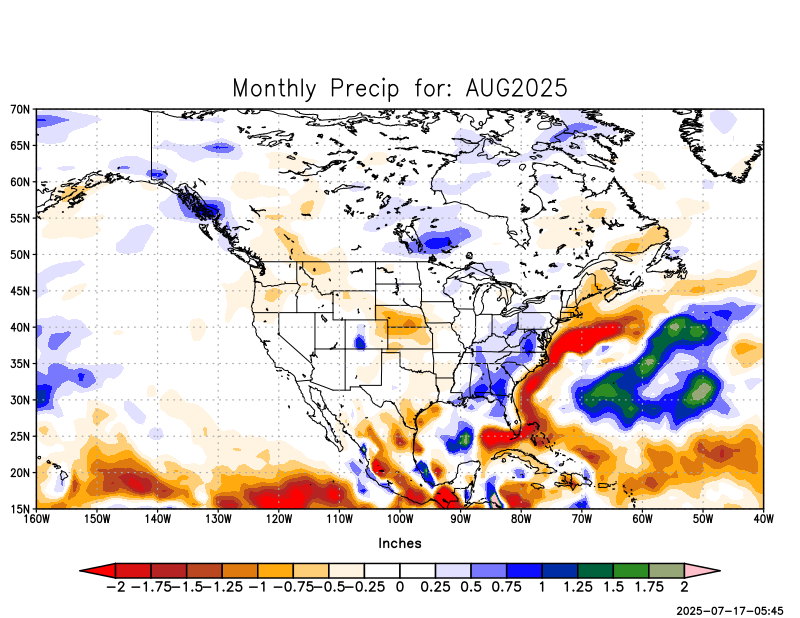 Monthly Precip for: AUG2025
70N
65N
60N
55N
50N
45N
40N
35N
30N
25N
20N
15N
160W 150W 140W 130W 120W 110W 100W 90W 80W 70W 60W 50W 40W
Inches
-2 -1.75 -1.5 -1.25 -1 -0.75 -0.5 -0.25 0 0.25 0.5 0.75 1 1.25 1.5 1.75 2
2025-07-17-05:45